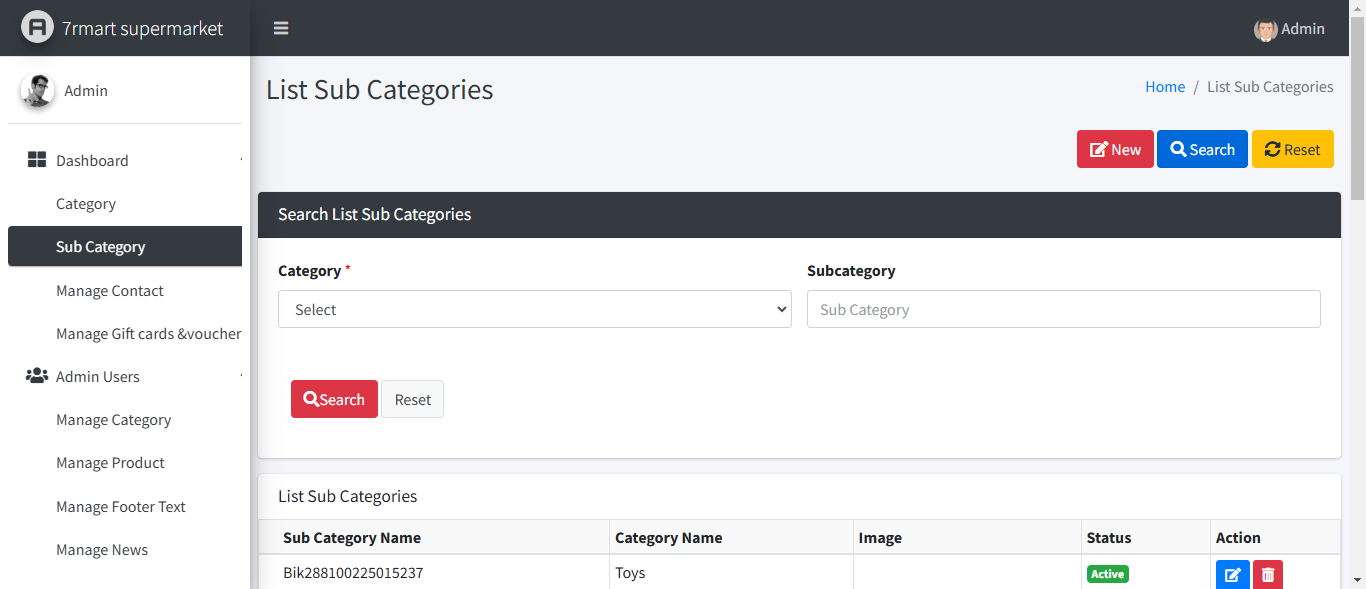 7rmart supermarket
Admin
Admin
List Sub Categories
Home / List Sub Categories
New Search Reset
Dashboard
Category
Sub Category
Manage Contact
Manage Gift cards &voucher
Admin Users
Manage Category
Manage Product
Manage Footer Text
Manage News
Search List Sub Categories
Category * Subcategory
Select Sub Category
Search Reset
List Sub Categories
Sub Category Name Category Name Image Status Action
Bik288100225015237 Toys Active